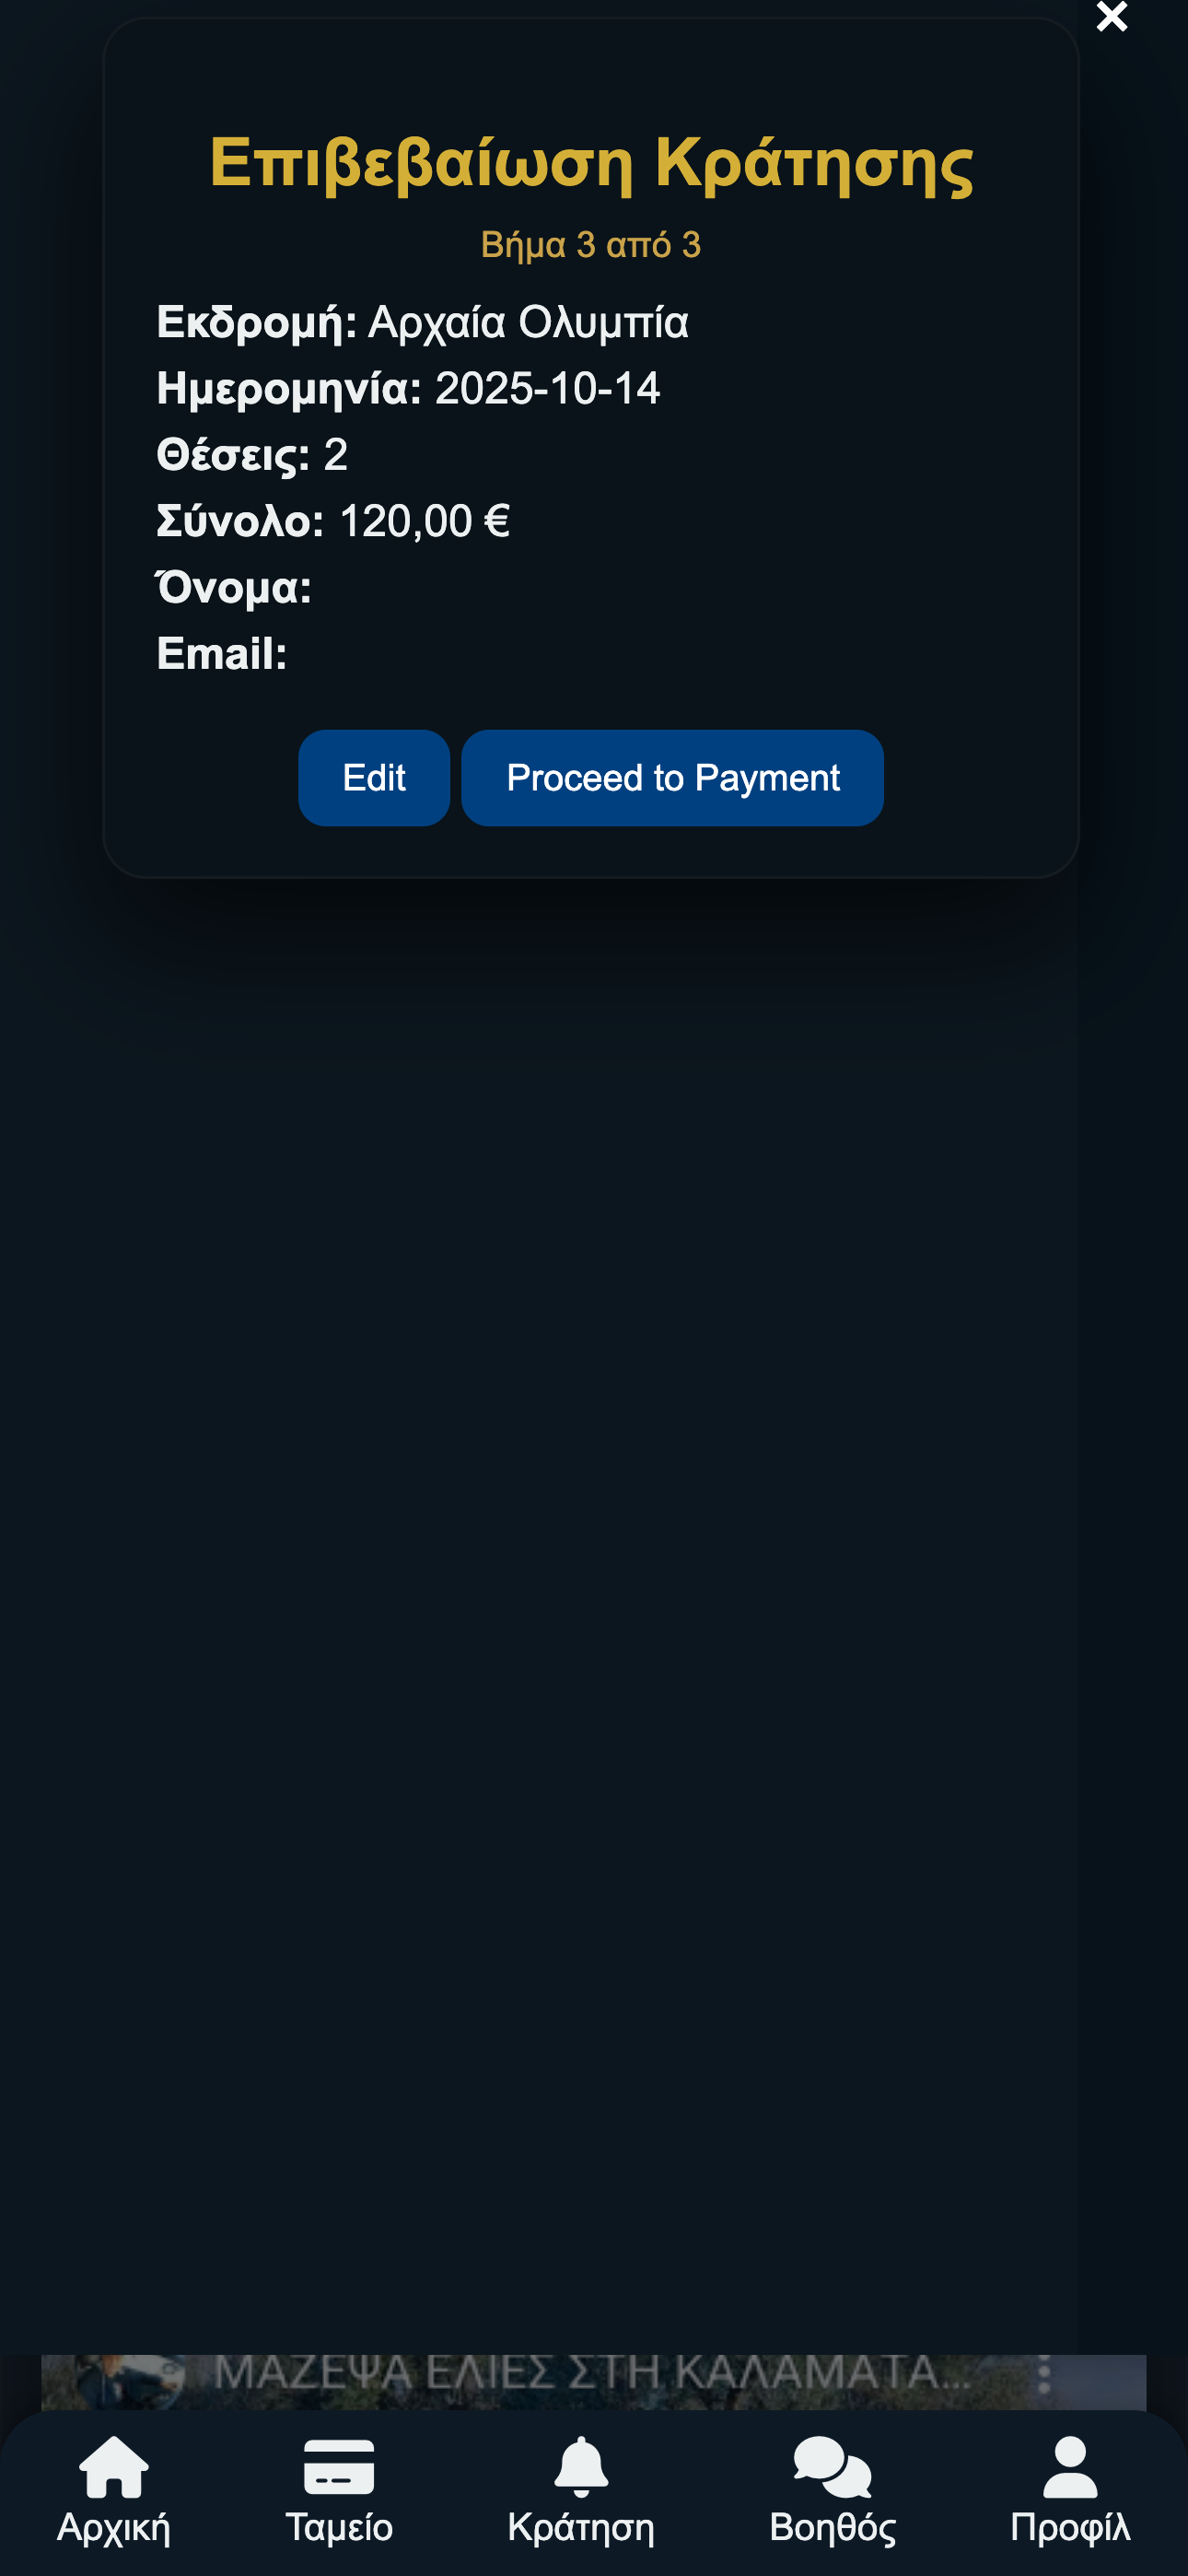 Επιβεβαίωση Κράτησης
Βήμα 3 από 3
Εκδρομή: Αρχαία Ολυμπία
Ημερομηνία: 2025-10-14
Θέσεις: 2
Σύνολο: 120,00 €
Όνομα:
Email:
Edit
Proceed to Payment
ΜΑΖΕΨΑ ΕΛΙΕΣ ΣΤΗ ΚΑΛΑΜΑΤΑ...
Αρχική
Ταμείο
Κράτηση
Βοηθός
Προφίλ